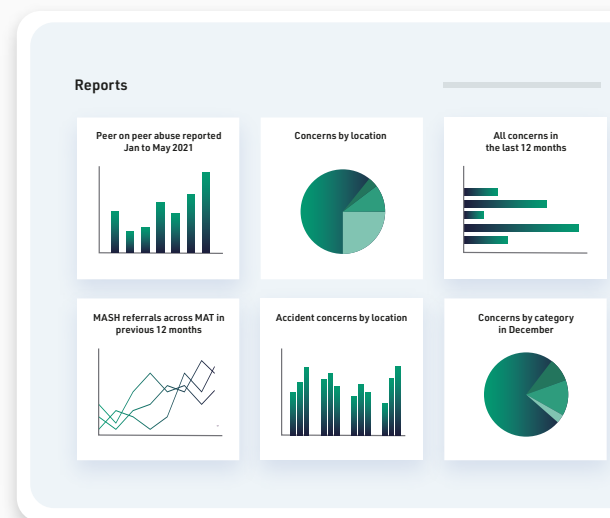 Reports
Peer on peer abuse reported
Jan to May 2021
Concerns by location
All concerns in
the last 12 months
MASH referrals across MAT in
previous 12 months
Accident concerns by location
Concerns by category
in December